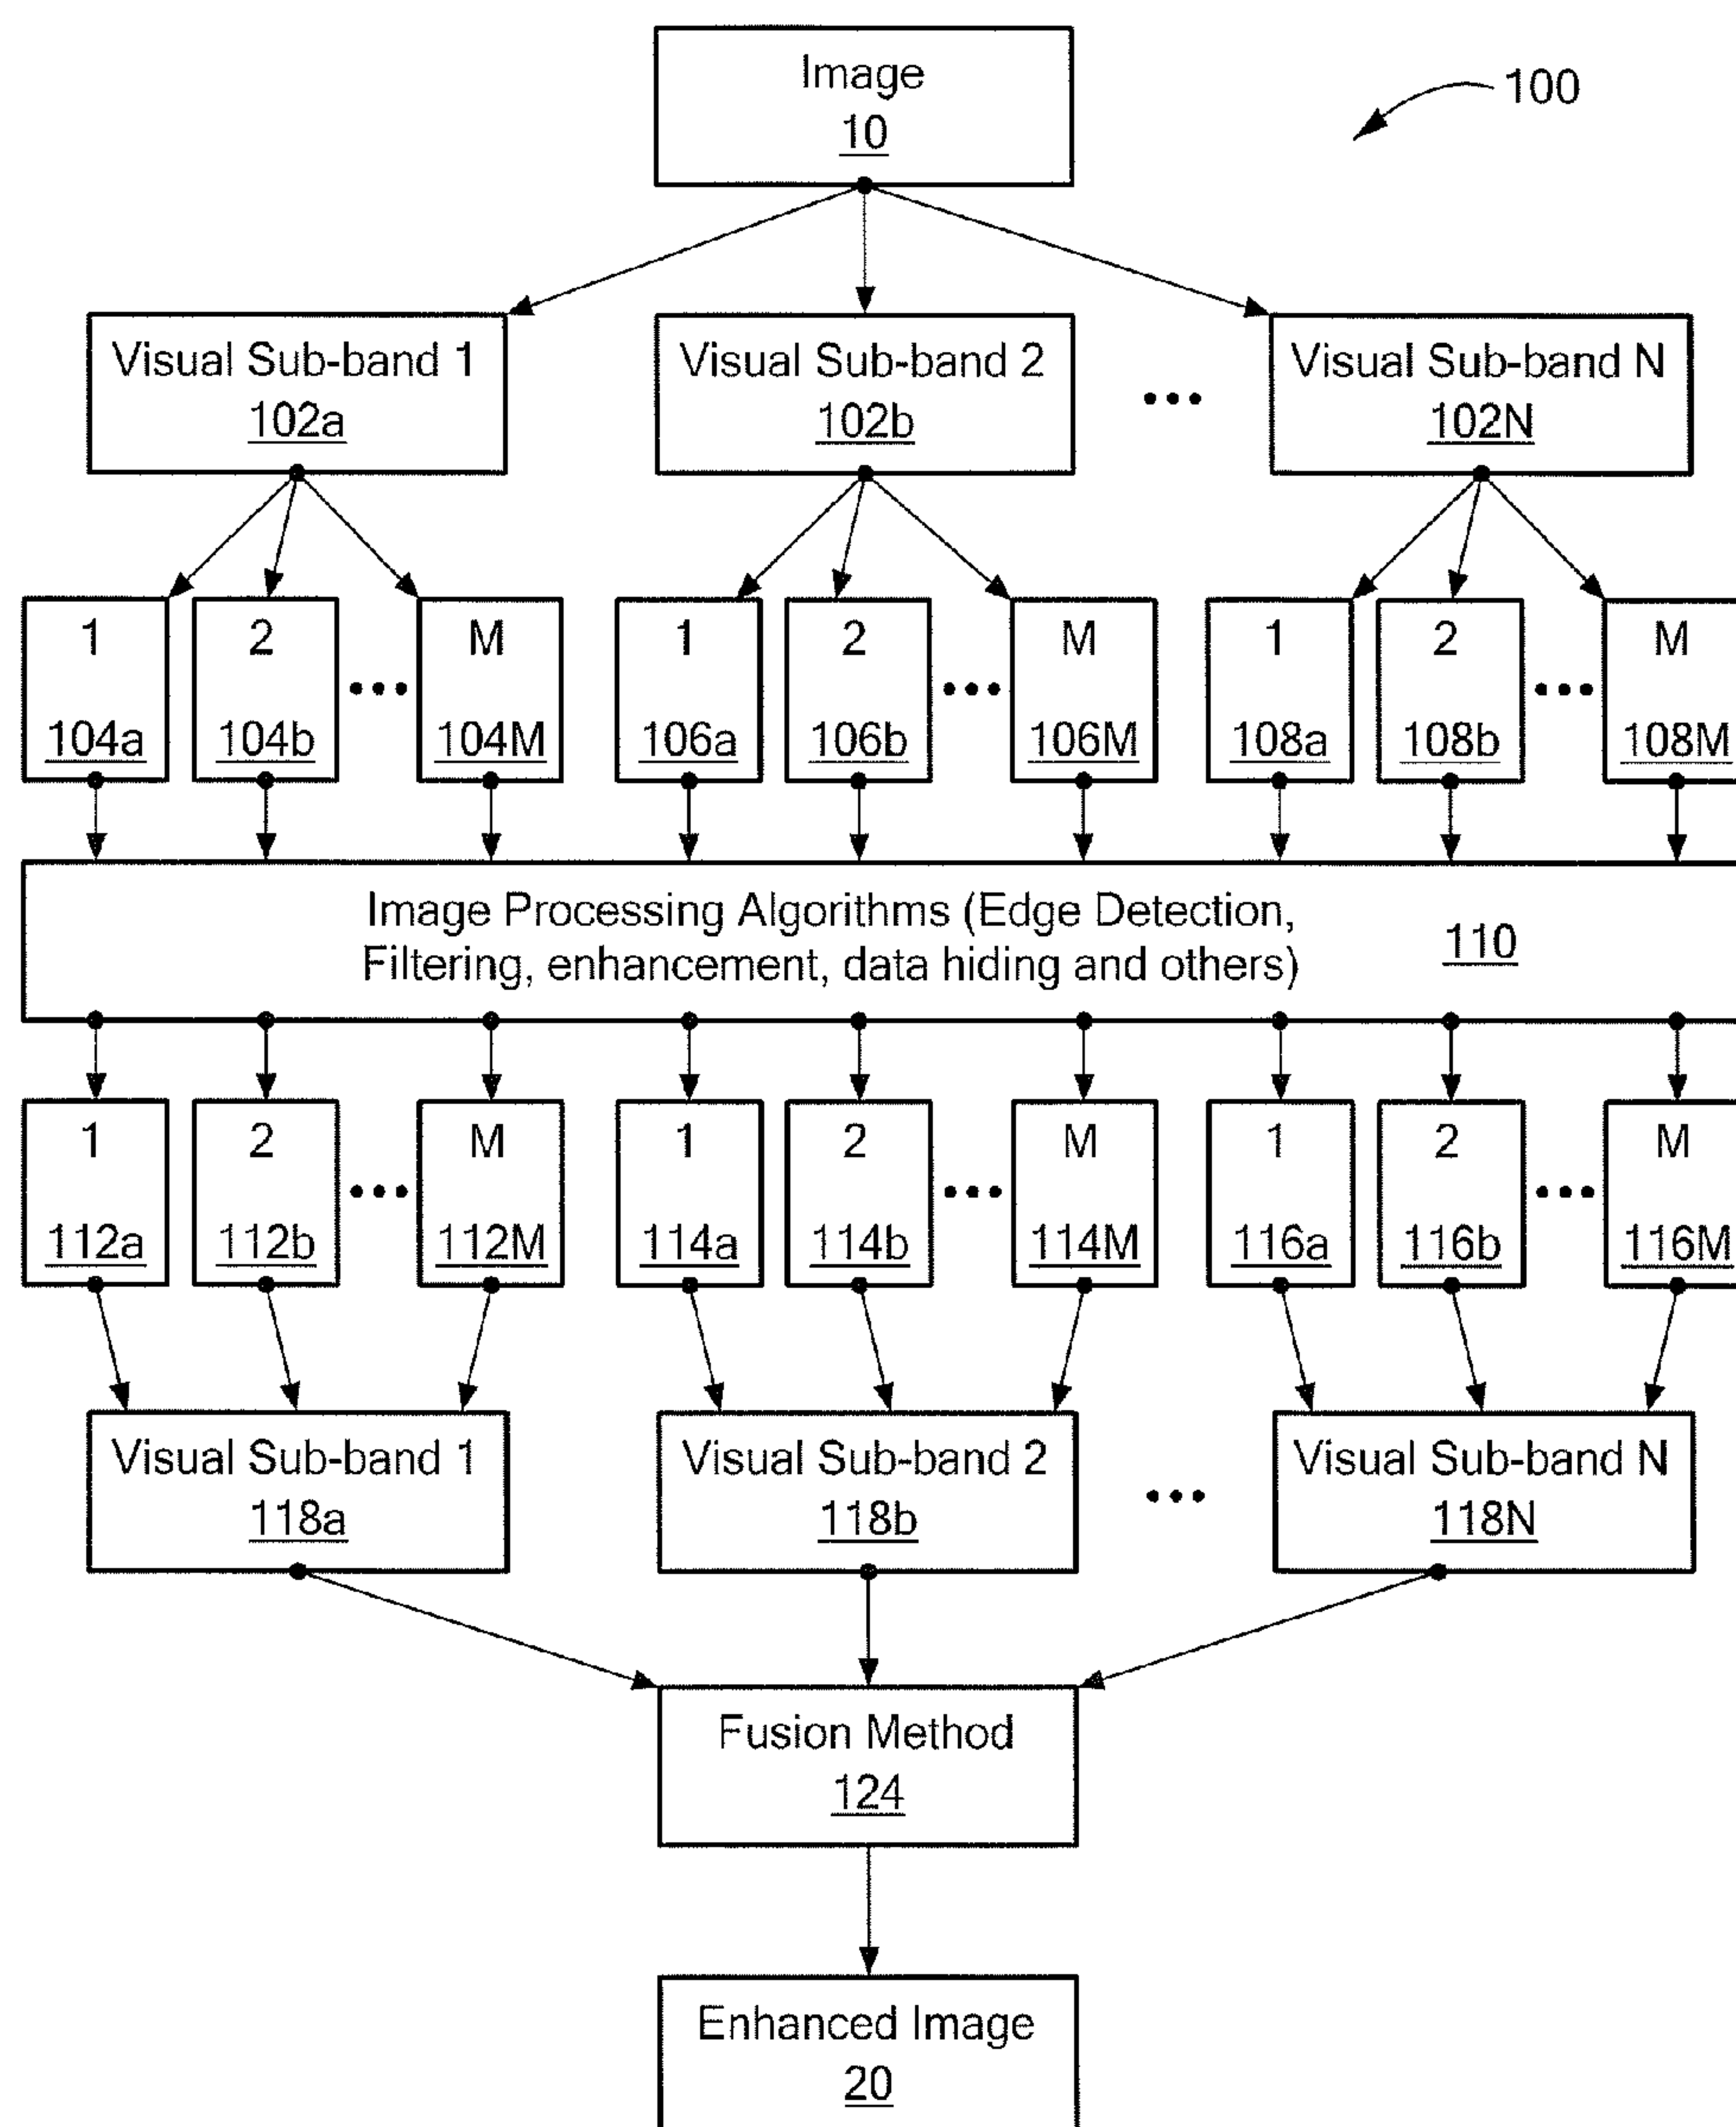 Image
10
100
Visual Sub-band 1
102a
Visual Sub-band 2
102b
...
Visual Sub-band N
102N
1
104a
2
104b
...
M
104M
1
106a
2
106b
...
M
106M
1
108a
2
108b
...
M
108M
Image Processing Algorithms (Edge Detection,
Filtering, enhancement, data hiding and others)
110
1
112a
2
112b
...
M
112M
1
114a
2
114b
...
M
114M
1
116a
2
116b
...
M
116M
Visual Sub-band 1
118a
Visual Sub-band 2
118b
...
Visual Sub-band N
118N
Fusion Method
124
Enhanced Image
20